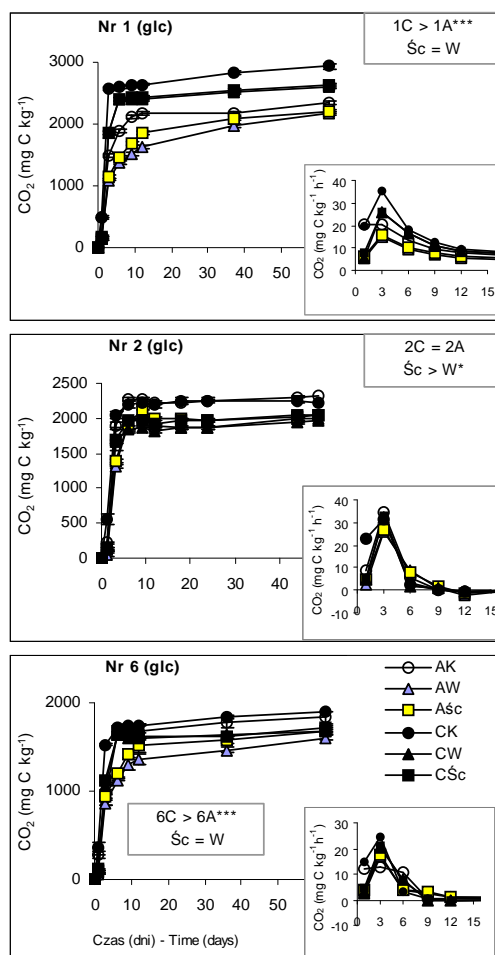 Nr 1 (glc)
1C > 1A***
Śc = W
CO₂ (mg C kg⁻¹)
3000
2000
1000
0
0 10 20 30 40 50
CO₂ (mg C kg⁻¹ h⁻¹)
40
30
20
10
0
0 3 6 9 12 15
Nr 2 (glc)
2C = 2A
Śc > W*
CO₂ (mg C kg⁻¹)
2500
2000
1500
1000
500
0
0 10 20 30 40 50
CO₂ (mg C kg⁻¹ h⁻¹)
40
30
20
10
0
-10
0 3 6 9 12 15
Nr 6 (glc)
AK
AW
Aśc
CK
CW
CŚc
6C > 6A***
Śc = W
CO₂ (mg C kg⁻¹)
2000
1000
0
0 10 20 30 40 50
Czas (dni) - Time (days)
CO₂ (mg C kg⁻¹ h⁻¹)
40
30
20
10
0
-10
0 3 6 9 12 15